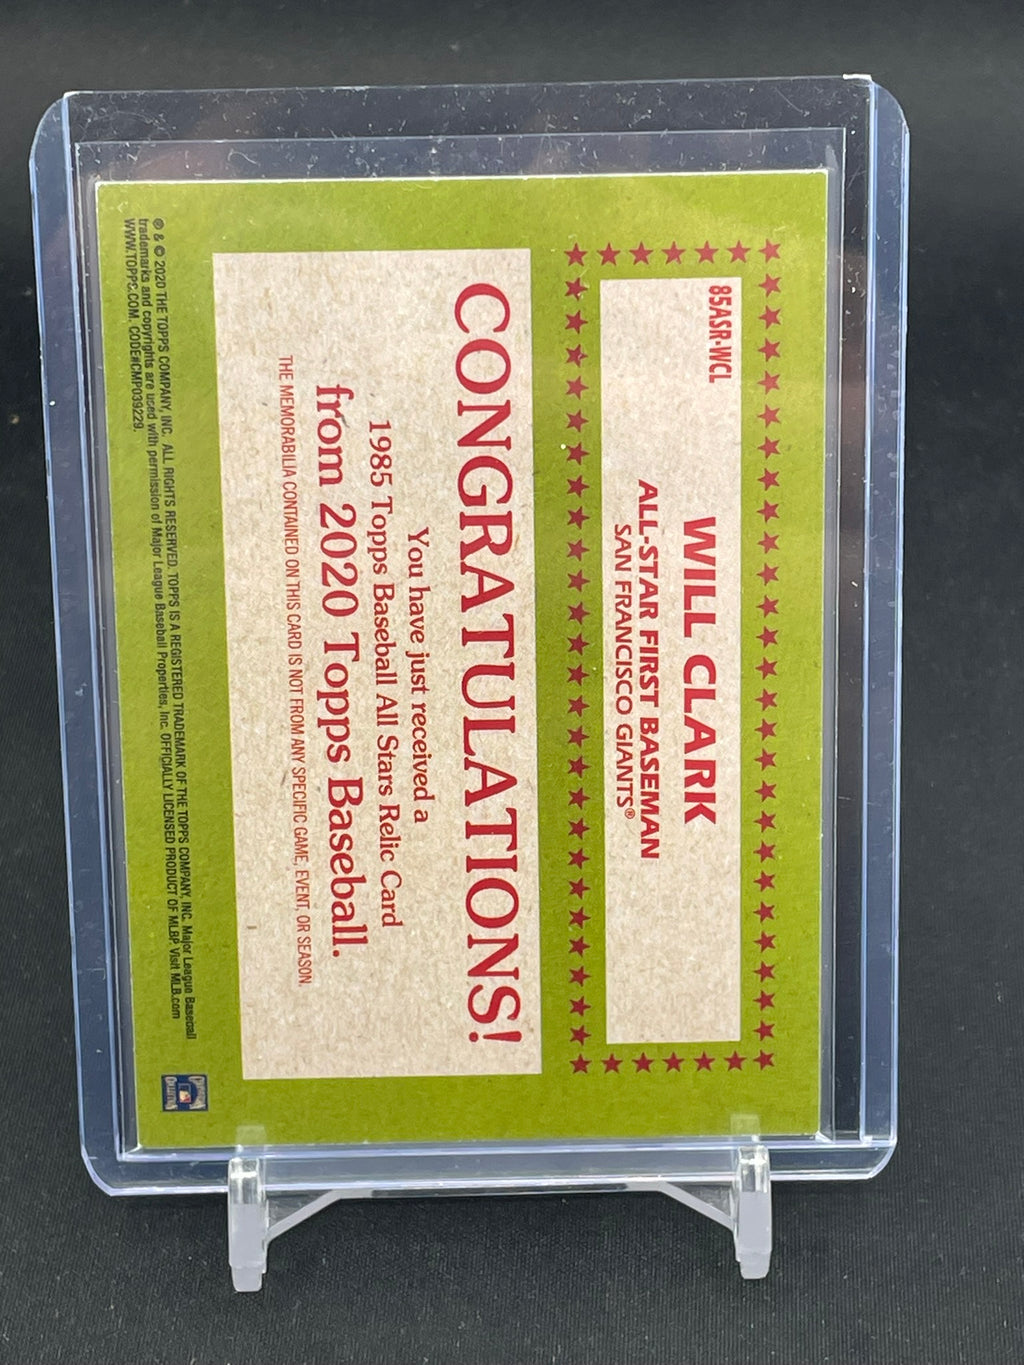 85ASR-WCL
WILL CLARK
ALL-STAR FIRST BASEMAN
SAN FRANCISCO GIANTS®
CONGRATULATIONS!
You have just received a
1985 Topps Baseball All Stars Relic Card
from 2020 Topps Baseball.
THE MEMORABILIA CONTAINED ON THIS CARD IS NOT FROM ANY SPECIFIC GAME, EVENT, OR SEASON.
® & © 2020 THE TOPPS COMPANY, INC. ALL RIGHTS RESERVED. TOPPS IS A REGISTERED TRADEMARK OF THE TOPPS COMPANY, INC. Major League Baseball
trademarks and copyrights are used with permission of Major League Baseball Properties, Inc. OFFICIALLY LICENSED PRODUCT OF MLBP Visit MLB.com
WWW.TOPPS.COM. CODE#CMP039229.